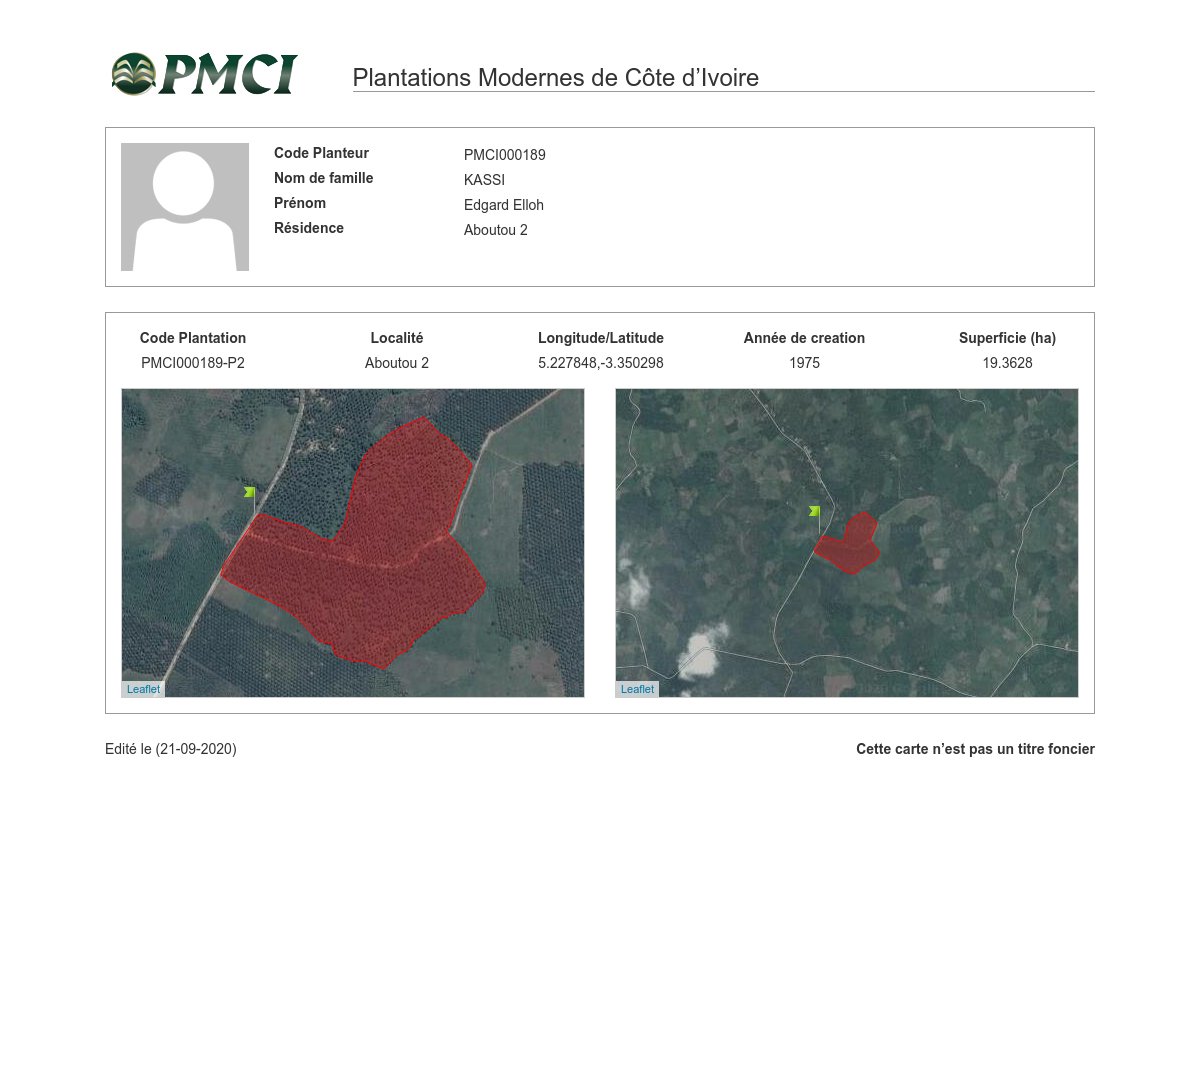 PMCI
Plantations Modernes de Côte d’Ivoire
Code Planteur PMCI000189
Nom de famille KASSI
Prénom Edgard Elloh
Résidence Aboutou 2
Code Plantation Localité Longitude/Latitude Année de creation Superficie (ha)
PMCI000189-P2 Aboutou 2 5.227848,-3.350298 1975 19.3628
Leaflet Leaflet
Edité le (21-09-2020) Cette carte n’est pas un titre foncier